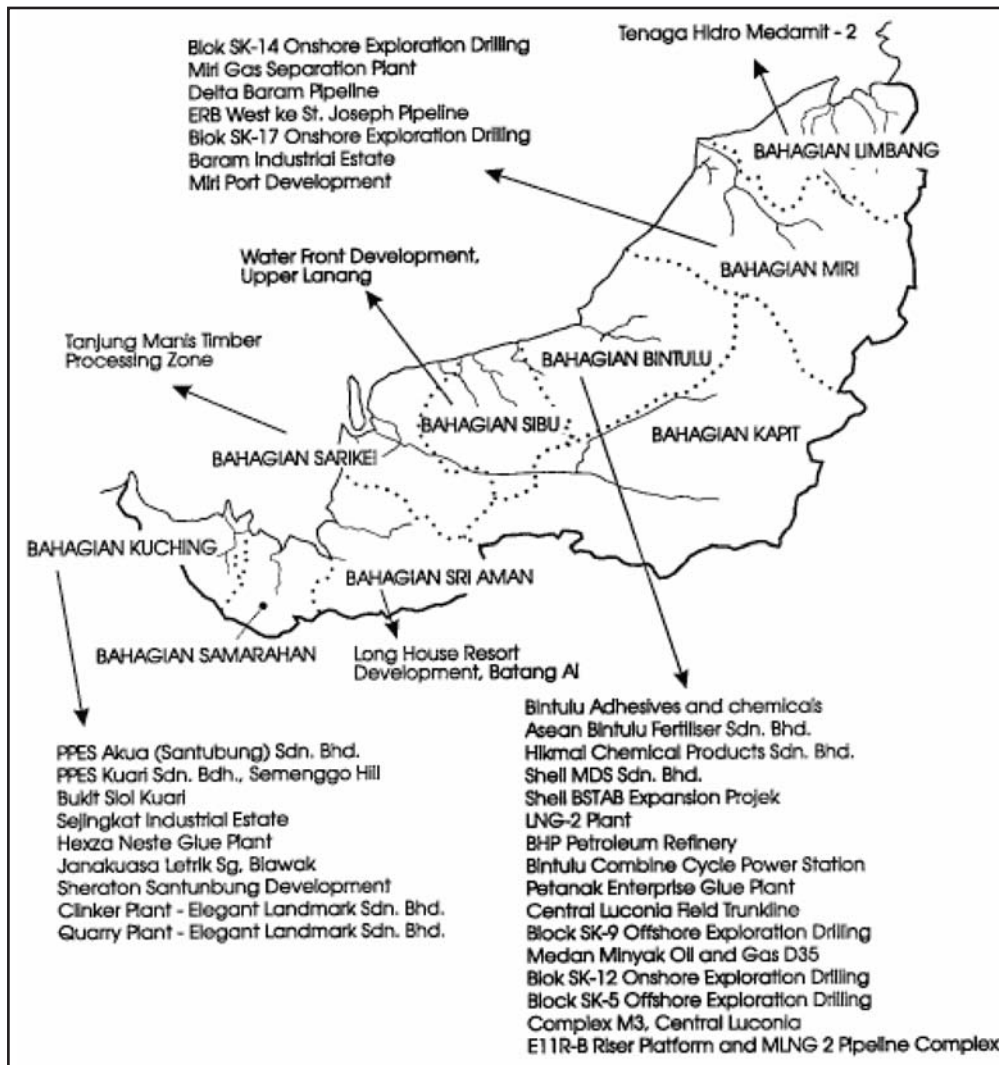 Tenaga Hidro Medamit - 2
Blok SK-14 Onshore Exploration Drilling
Miri Gas Separation Plant
Delta Baram Pipeline
ERB West ke St. Joseph Pipeline
Blok SK-17 Onshore Exploration Drilling
Baram Industrial Estate
Miri Port Development
BAHAGIAN LIMBANG
Water Front Development,
Upper Lanang
BAHAGIAN MIRI
Tanjung Manis Timber
Processing Zone
BAHAGIAN BINTULU
BAHAGIAN SIBU
BAHAGIAN KAPIT
BAHAGIAN SARIKEI
BAHAGIAN KUCHING
BAHAGIAN SRI AMAN
BAHAGIAN SAMARAHAN
Long House Resort
Development, Batang Ai
PPES Akua (Santubung) Sdn. Bhd.
PPES Kuari Sdn. Bdh., Semenggo Hill
Bukit Siol Kuari
Sejingkat Industrial Estate
Hexza Neste Glue Plant
Janakuasa Letrik Sg, Biawak
Sheraton Santunbung Development
Clinker Plant - Elegant Landmark Sdn. Bhd.
Quarry Plant - Elegant Landmark Sdn. Bhd.
Bintulu Adhesives and chemicals
Asean Bintulu Fertiliser Sdn. Bhd.
Hikmal Chemical Products Sdn. Bhd.
Shell MDS Sdn. Bhd.
Shell BSTAB Expansion Projek
LNG-2 Plant
BHP Petroleum Refinery
Bintulu Combine Cycle Power Station
Petanak Enterprise Glue Plant
Central Luconia Field Trunkline
Block SK-9 Offshore Exploration Drilling
Medan Minyak Oil and Gas D35
Blok SK-12 Onshore Exploration Drilling
Block SK-5 Offshore Exploration Drilling
Complex M3, Central Luconia
E11R-B Riser Platform and MLNG 2 Pipeline Complex